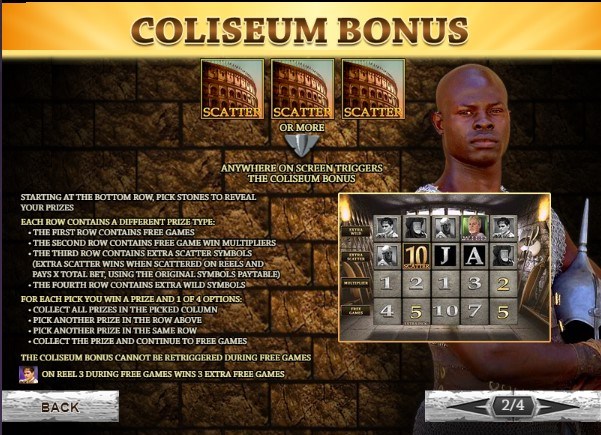 COLISEUM BONUS
SCATTER SCATTER SCATTER
OR MORE
ANYWHERE ON SCREEN TRIGGERS
THE COLISEUM BONUS
STARTING AT THE BOTTOM ROW, PICK STONES TO REVEAL
YOUR PRIZES
EACH ROW CONTAINS A DIFFERENT PRIZE TYPE:
• THE FIRST ROW CONTAINS FREE GAMES
• THE SECOND ROW CONTAINS FREE GAME WIN MULTIPLIERS
• THE THIRD ROW CONTAINS EXTRA SCATTER SYMBOLS
(EXTRA SCATTER WINS WHEN SCATTERED ON REELS AND
PAYS X TOTAL BET, USING THE ORIGINAL SYMBOLS PAYTABLE)
• THE FOURTH ROW CONTAINS EXTRA WILD SYMBOLS
FOR EACH PICK YOU WIN A PRIZE AND 1 OF 4 OPTIONS:
• COLLECT ALL PRIZES IN THE PICKED COLUMN
• PICK ANOTHER PRIZE IN THE ROW ABOVE
• PICK ANOTHER PRIZE IN THE SAME ROW
• COLLECT THE PRIZE AND CONTINUE TO FREE GAMES
THE COLISEUM BONUS CANNOT BE RETRIGGERED DURING FREE GAMES
ON REEL 3 DURING FREE GAMES WINS 3 EXTRA FREE GAMES
EXTRA
WILD
WILD
EXTRA
SCATTER
10 J A
SCATTER
MULTIPLIER
1 2 1 3 2
FREE
GAMES
4 5 10 7 5
BACK
2/4